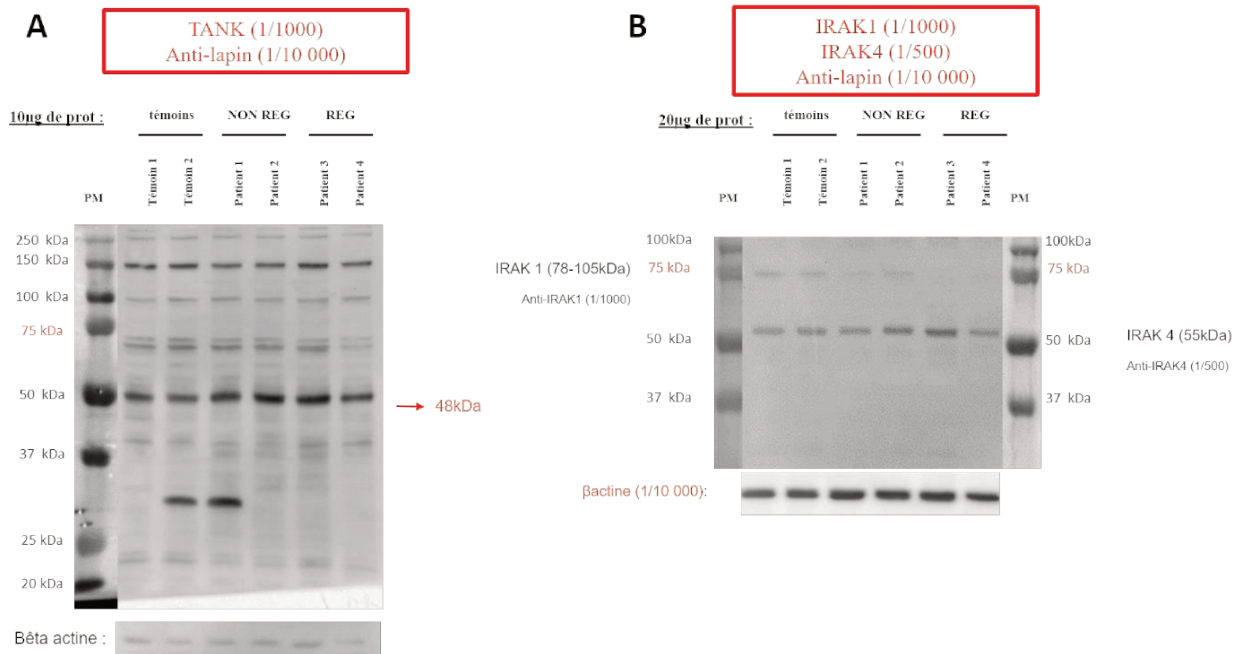 A
TANK (1/1000)
Anti-lapin (1/10 000)
10µg de prot :
témoins
NON REG
REG
PM
Témoin 1
Témoin 2
Patient 1
Patient 2
Patient 3
Patient 4
250 kDa
150 kDa
100 kDa
75 kDa
50 kDa
37 kDa
25 kDa
20 kDa
48kDa
Bêta actine :
B
IRAK1 (1/1000)
IRAK4 (1/500)
Anti-lapin (1/10 000)
20µg de prot :
témoins
NON REG
REG
PM
Témoin 1
Témoin 2
Patient 1
Patient 2
Patient 3
Patient 4
PM
IRAK 1 (78-105kDa)
Anti-IRAK1 (1/1000)
100kDa
75 kDa
50 kDa
37 kDa
100kDa
75 kDa
50 kDa
37 kDa
IRAK 4 (55kDa)
Anti-IRAK4 (1/500)
βactine (1/10 000):